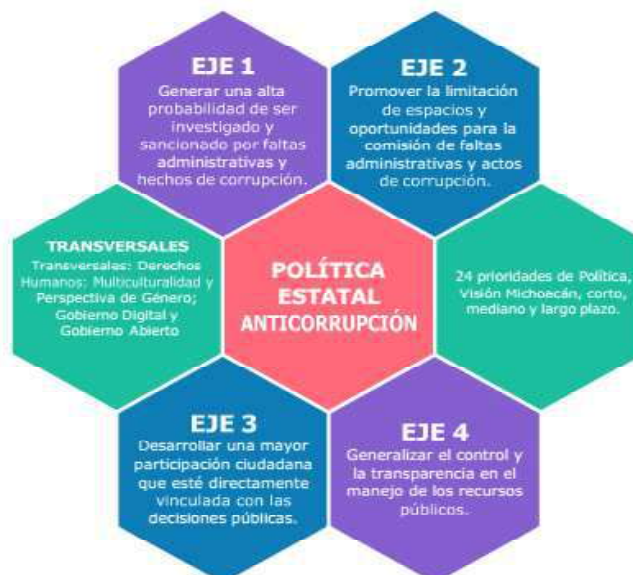 EJE 1
Generar una alta
probabilidad de ser
investigado y
sancionado por faltas
administrativas y
hechos de corrupción.
EJE 2
Promover la limitación
de espacios y
oportunidades para la
comisión de faltas
administrativas y actos
de corrupción.
TRANSVERSALES
Transversales: Derechos
Humanos: Multiculturalidad y
Perspectiva de Género;
Gobierno Digital y
Gobierno Abierto
POLÍTICA
ESTATAL
ANTICORRUPCIÓN
24 prioridades de Política,
Visión Michoacán, corto,
mediano y largo plazo.
EJE 3
Desarrollar una mayor
participación ciudadana
que esté directamente
vinculada con las
decisiones públicas.
EJE 4
Generalizar el control y
la transparencia en el
manejo de los recursos
públicos.